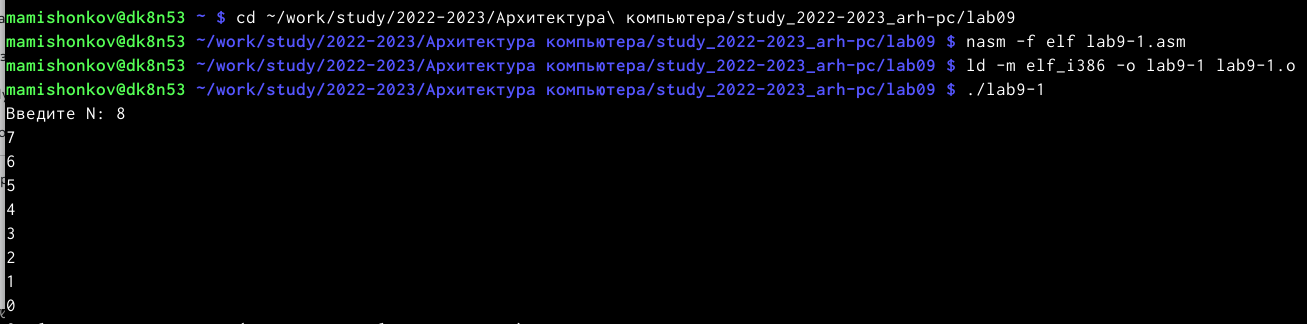 mamishonkov@dk8n53 ~ $ cd ~/work/study/2022-2023/Архитектура\ компьютера/study_2022-2023_arh-pc/lab09
mamishonkov@dk8n53 ~/work/study/2022-2023/Архитектура компьютера/study_2022-2023_arh-pc/lab09 $ nasm -f elf lab9-1.asm
mamishonkov@dk8n53 ~/work/study/2022-2023/Архитектура компьютера/study_2022-2023_arh-pc/lab09 $ ld -m elf_i386 -o lab9-1 lab9-1.o
mamishonkov@dk8n53 ~/work/study/2022-2023/Архитектура компьютера/study_2022-2023_arh-pc/lab09 $ ./lab9-1
Введите N: 8
7
6
5
4
3
2
1
0